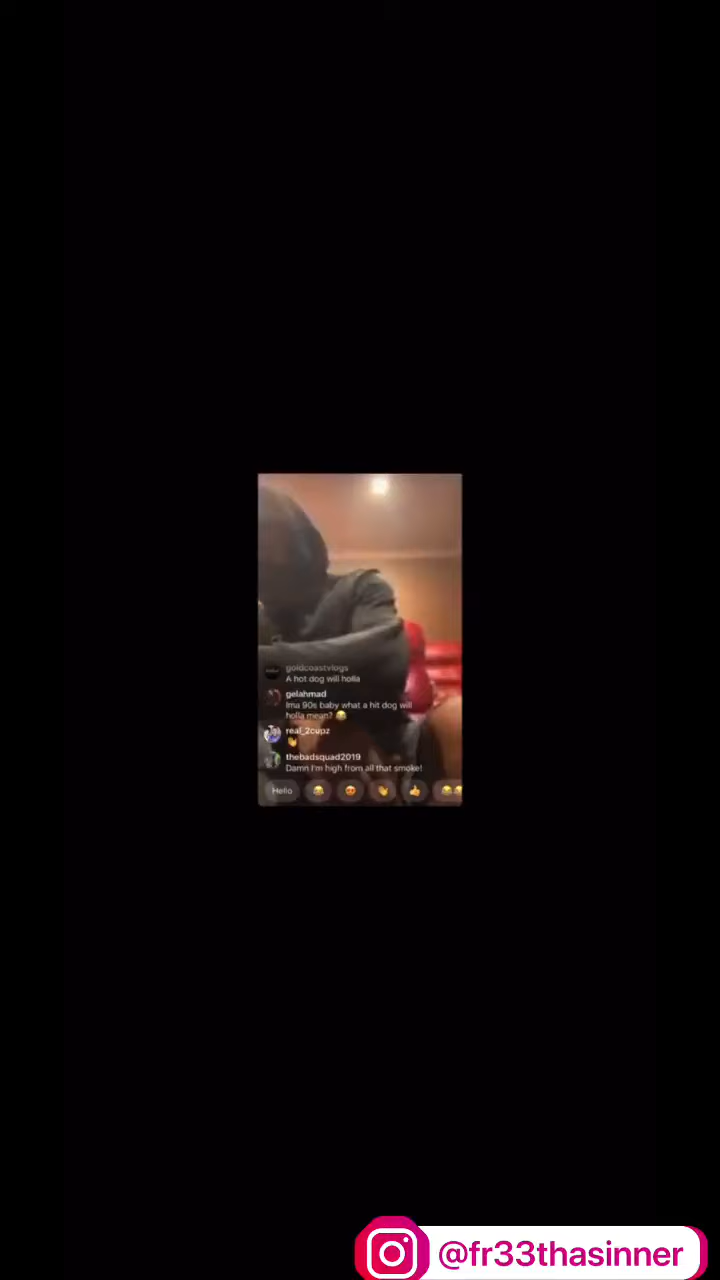 goldcoastvlogs
A hot dog will holla
gelahmad
Ima 90s baby what a hit dog will
holla mean? 😂
real_2cupz
👏
thebadsquad2019
Damn I'm high from all that smoke!
Hello 😂 😍 👏 👍 😂
@fr33thasinner